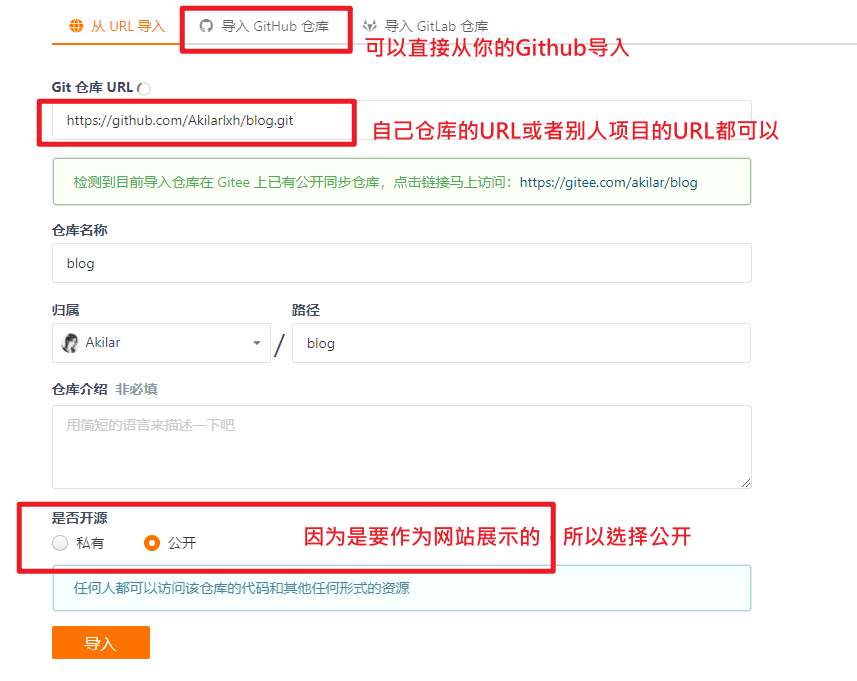 从 URL 导入 导入 GitHub 仓库 导入 GitLab 仓库
可以直接从你的Github导入
Git 仓库 URL
https://github.com/Akilarlxh/blog.git
自己仓库的URL或者别人项目的URL都可以
检测到目前导入仓库在 Gitee 上已有公开同步仓库，点击链接马上访问：https://gitee.com/akilar/blog
仓库名称
blog
归属 路径
Akilar / blog
仓库介绍 非必填
用简短的语言来描述一下吧
是否开源
私有 公开
因为是要作为网站展示的，所以选择公开
任何人都可以访问该仓库的代码和其他任何形式的资源
导入